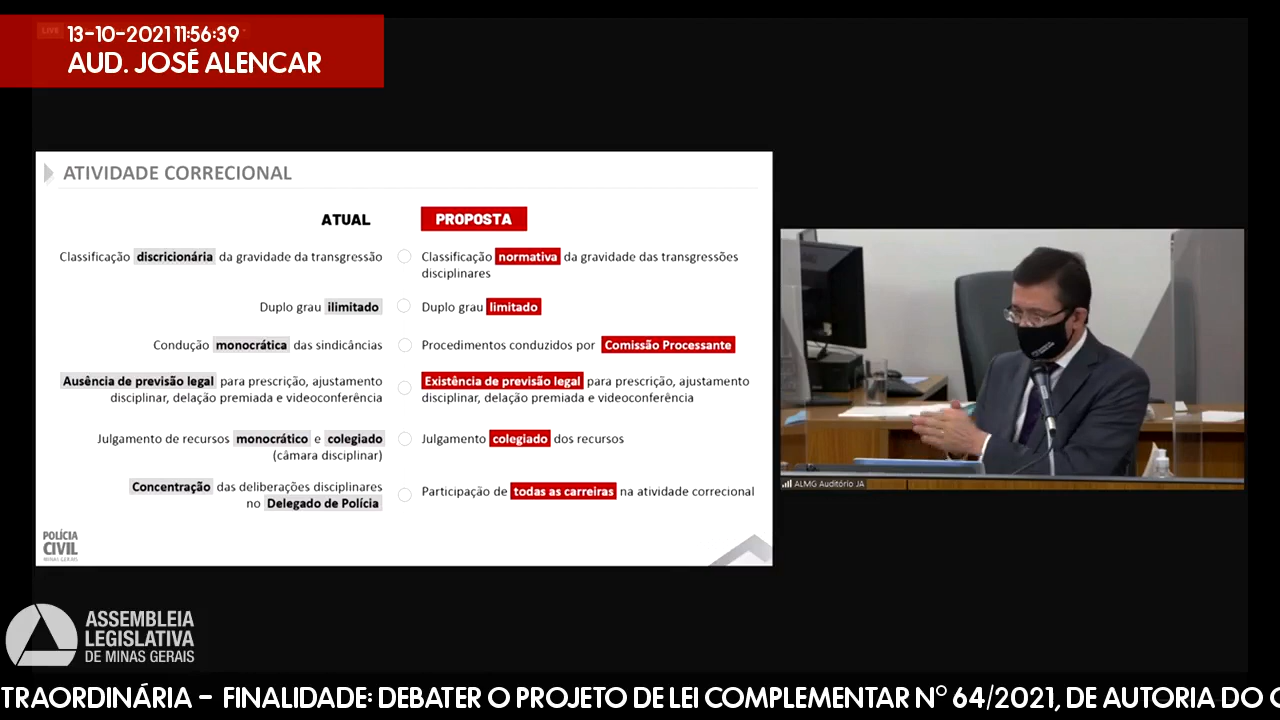 LIVE
13-10-2021 11:56:39
AUD. JOSÉ ALENCAR
ATIVIDADE CORRECIONAL
ATUAL
PROPOSTA
Classificação discricionária da gravidade da transgressão
Classificação normativa da gravidade das transgressões
disciplinares
Duplo grau ilimitado
Duplo grau limitado
Condução monocrática das sindicâncias
Procedimentos conduzidos por Comissão Processante
Ausência de previsão legal para prescrição, ajustamento
disciplinar, delação premiada e videoconferência
Existência de previsão legal para prescrição, ajustamento
disciplinar, delação premiada e videoconferência
Julgamento de recursos monocrático e colegiado
(câmara disciplinar)
Julgamento colegiado dos recursos
Concentração das deliberações disciplinares
no Delegado de Polícia
Participação de todas as carreiras na atividade correcional
POLÍCIA
CIVIL
MINAS GERAIS
ALMG Auditório JA
ASSEMBLEIA
LEGISLATIVA
DE MINAS GERAIS
TRAORDINÁRIA - FINALIDADE: DEBATER O PROJETO DE LEI COMPLEMENTAR N° 64/2021, DE AUTORIA DO